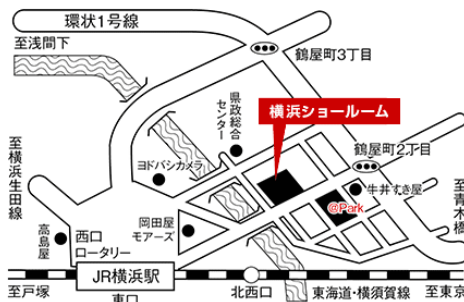 環状1号線
至浅間下
鶴屋町3丁目
県政総合
センター
横浜ショールーム
ヨドバシカメラ
鶴屋町2丁目
至横浜生田線
至青木橋
牛丼すき屋
@Park
岡田屋
モアーズ
高島屋
西口
ロータリー
JR横浜駅
至戸塚
東口
北西口
東海道・横須賀線
至東京